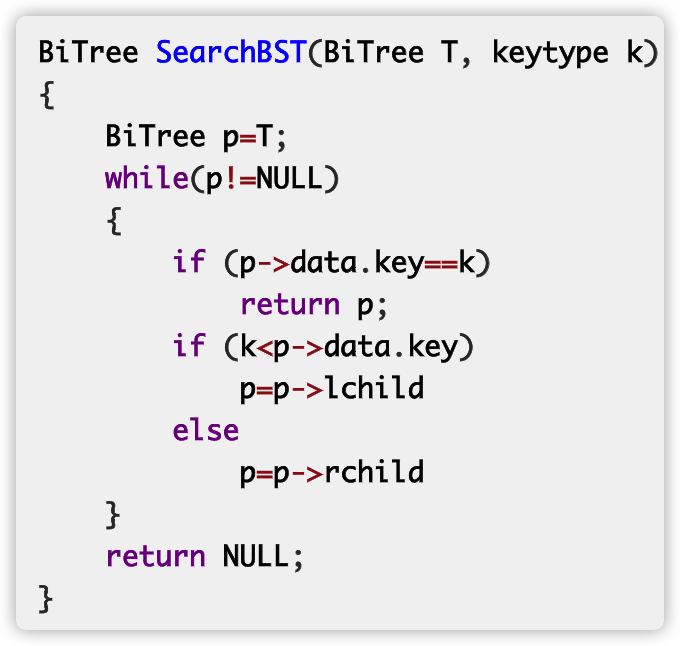 BiTree SearchBST(BiTree T, keytype k)
{
    BiTree p=T;
    while(p!=NULL)
    {
        if (p->data.key==k)
            return p;
        if (k<p->data.key)
            p=p->lchild
        else
            p=p->rchild
    }
    return NULL;
}